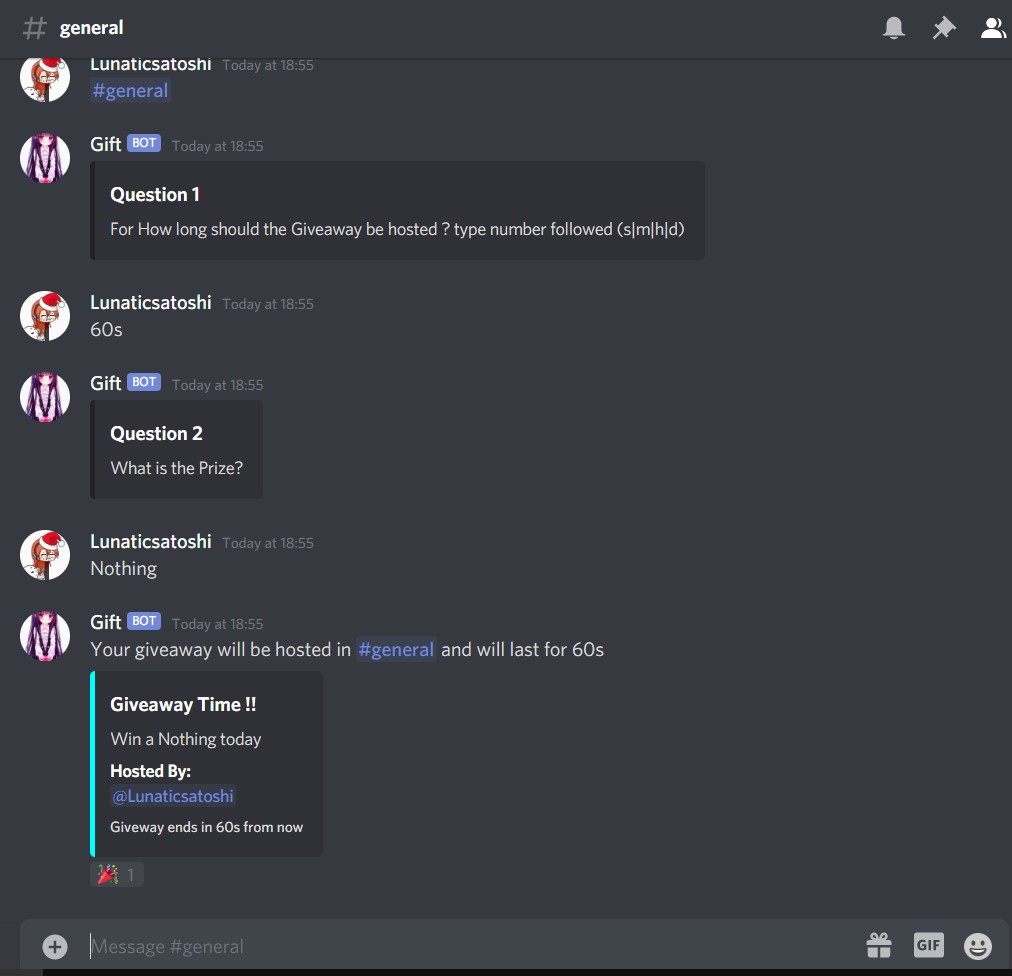 general
Lunaticsatoshi Today at 18:55
#general
Gift BOT Today at 18:55
Question 1
For How long should the Giveaway be hosted ? type number followed (s|m|h|d)
Lunaticsatoshi Today at 18:55
60s
Gift BOT Today at 18:55
Question 2
What is the Prize?
Lunaticsatoshi Today at 18:55
Nothing
Gift BOT Today at 18:55
Your giveaway will be hosted in #general and will last for 60s
Giveaway Time !!
Win a Nothing today
Hosted By:
@Lunaticsatoshi
Giveway ends in 60s from now
1
Message #general
GIF